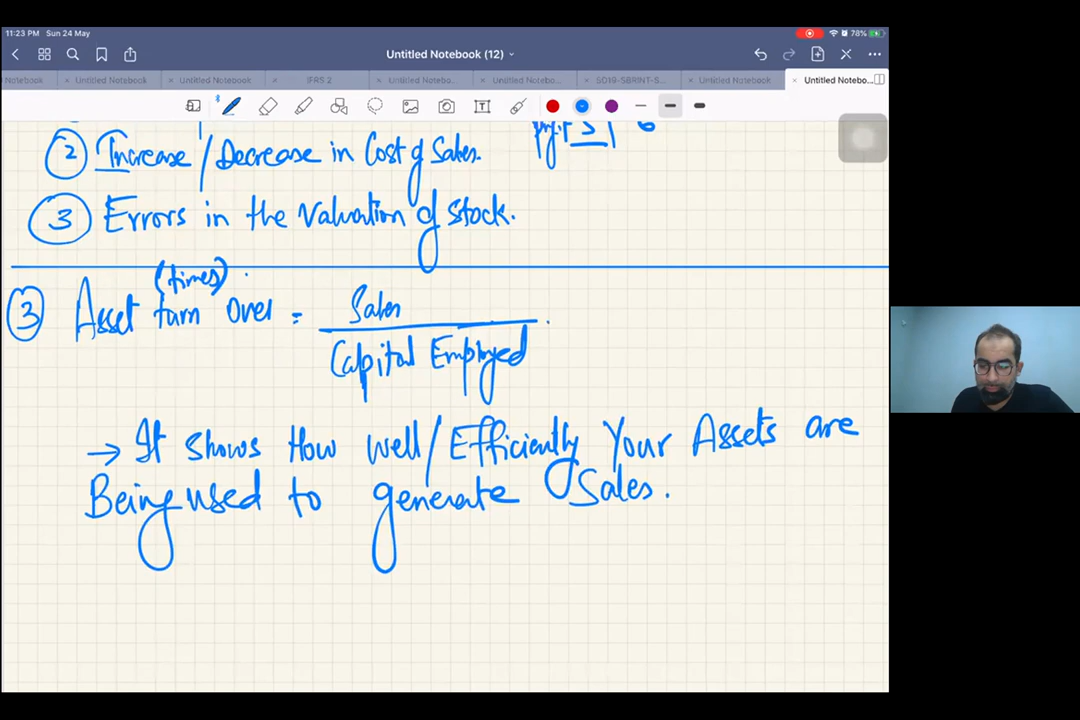 11:23 PM Sun 24 May
78%
Untitled Notebook (12)
Notebook Untitled Notebook Untitled Notebook IFRS 2 Untitled Notebo... Untitled Notebo... Untitled Notebook Untitled Notebo...
2 Increase / Decrease in Cost of Sales.
3 Errors in the Valuation of Stock.
(times)
3 Asset turn over = Sales
Capital Employed
→ It shows How well/Efficiently Your Assets are
Being used to generate Sales.